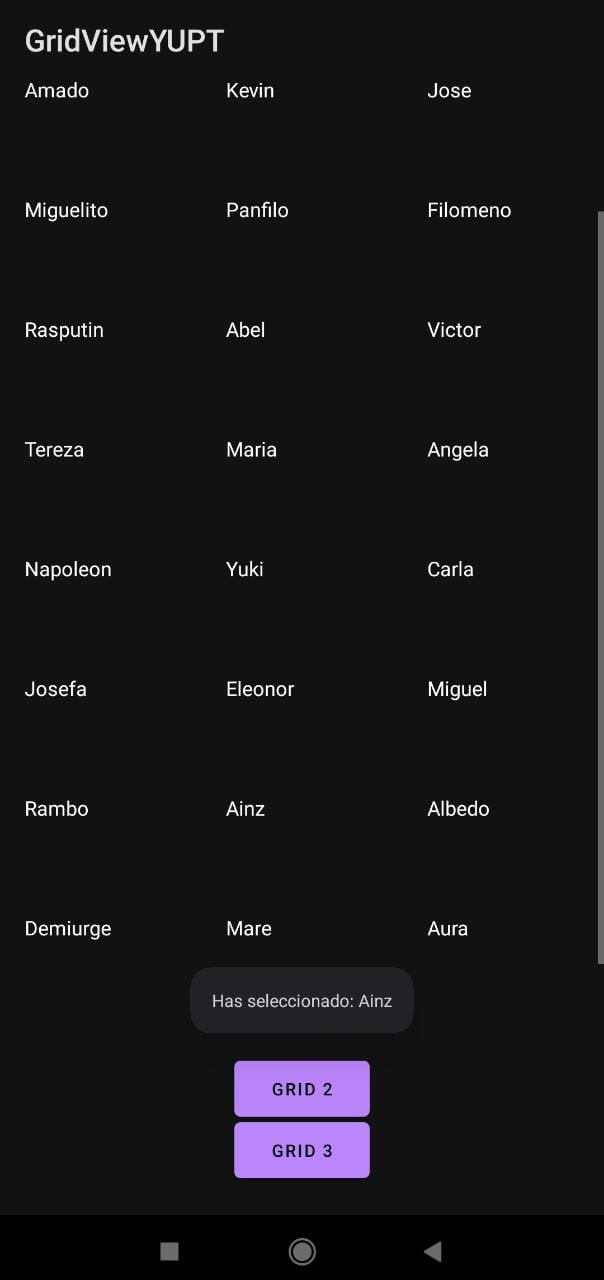 GridViewYUPT
Amado Kevin Jose
Miguelito Panfilo Filomeno
Rasputin Abel Victor
Tereza Maria Angela
Napoleon Yuki Carla
Josefa Eleonor Miguel
Rambo Ainz Albedo
Demiurge Mare Aura
Has seleccionado: Ainz
GRID 2
GRID 3